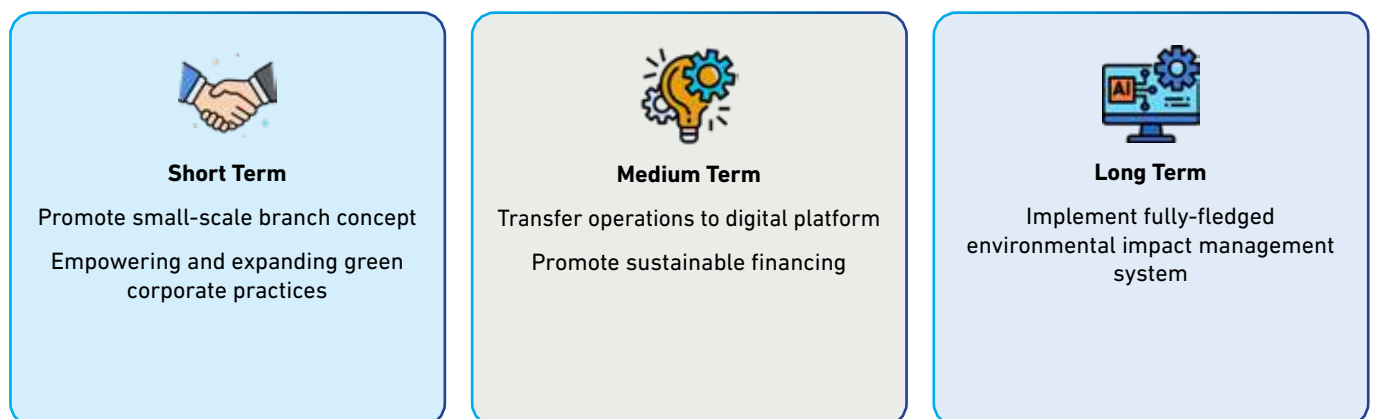 Short Term
Promote small-scale branch concept
Empowering and expanding green
corporate practices
Medium Term
Transfer operations to digital platform
Promote sustainable financing
AI
Long Term
Implement fully-fledged
environmental impact management
system